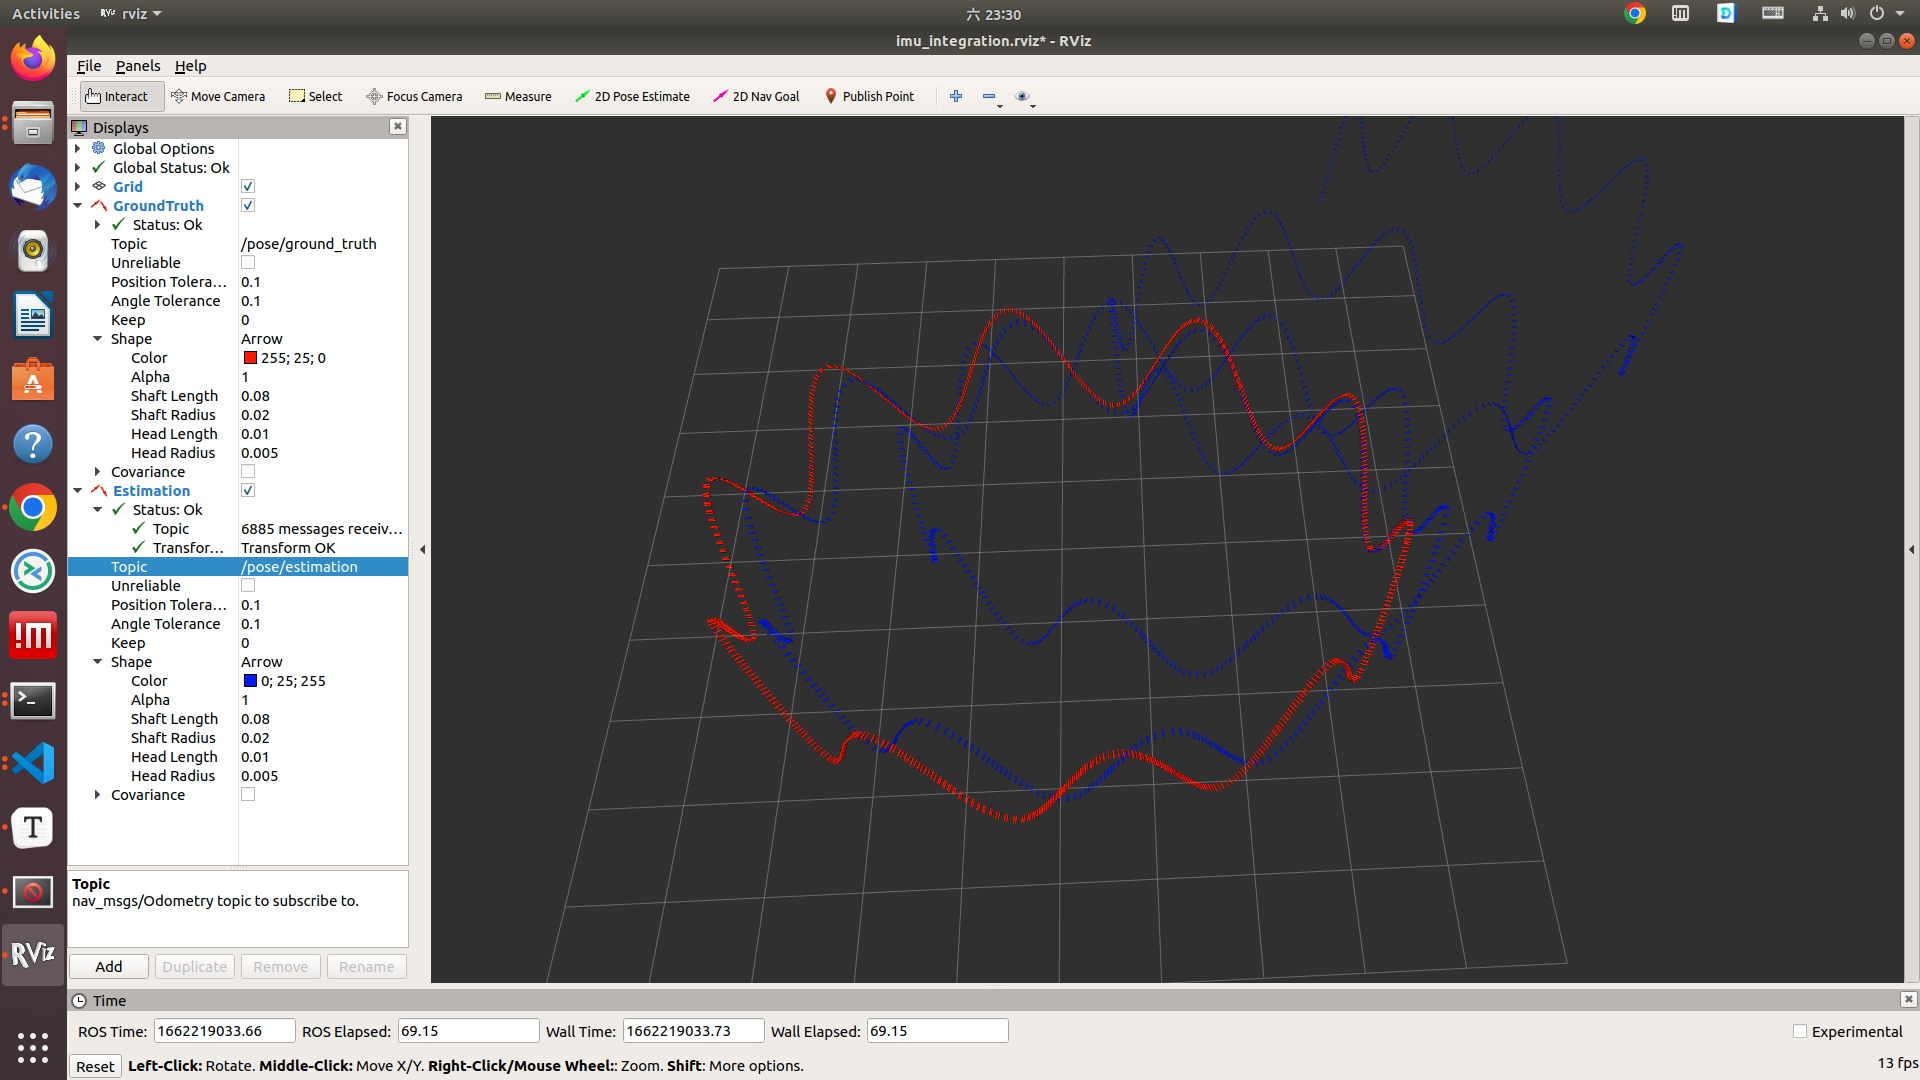 Activities
rviz
六 23:30
imu_integration.rviz* - RViz
File Panels Help
Interact Move Camera Select Focus Camera Measure 2D Pose Estimate 2D Nav Goal Publish Point
Displays
Global Options
Global Status: Ok
Grid
GroundTruth
Status: Ok
Topic /pose/ground_truth
Unreliable
Position Tolera... 0.1
Angle Tolerance 0.1
Keep 0
Shape Arrow
Color 255; 25; 0
Alpha 1
Shaft Length 0.08
Shaft Radius 0.02
Head Length 0.01
Head Radius 0.005
Covariance
Estimation
Status: Ok
Topic 6885 messages receiv...
Transfor... Transform OK
Topic /pose/estimation
Unreliable
Position Tolera... 0.1
Angle Tolerance 0.1
Keep 0
Shape Arrow
Color 0; 25; 255
Alpha 1
Shaft Length 0.08
Shaft Radius 0.02
Head Length 0.01
Head Radius 0.005
Covariance
Topic
nav_msgs/Odometry topic to subscribe to.
Add Duplicate Remove Rename
RViz
Time
ROS Time: 1662219033.66 ROS Elapsed: 69.15 Wall Time: 1662219033.73 Wall Elapsed: 69.15 Experimental
Reset Left-Click: Rotate. Middle-Click: Move X/Y. Right-Click/Mouse Wheel:: Zoom. Shift: More options. 13 fps